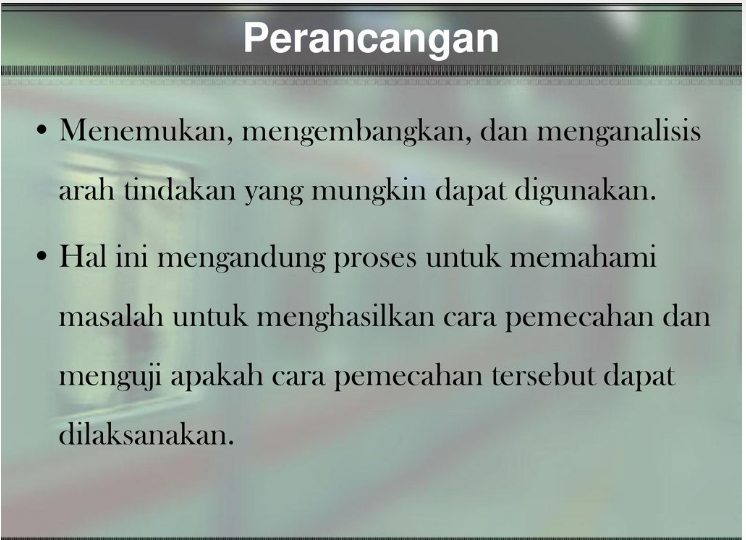 Perancangan
• Menemukan, mengembangkan, dan menganalisis
arah tindakan yang mungkin dapat digunakan.
• Hal ini mengandung proses untuk memahami
masalah untuk menghasilkan cara pemecahan dan
menguji apakah cara pemecahan tersebut dapat
dilaksanakan.